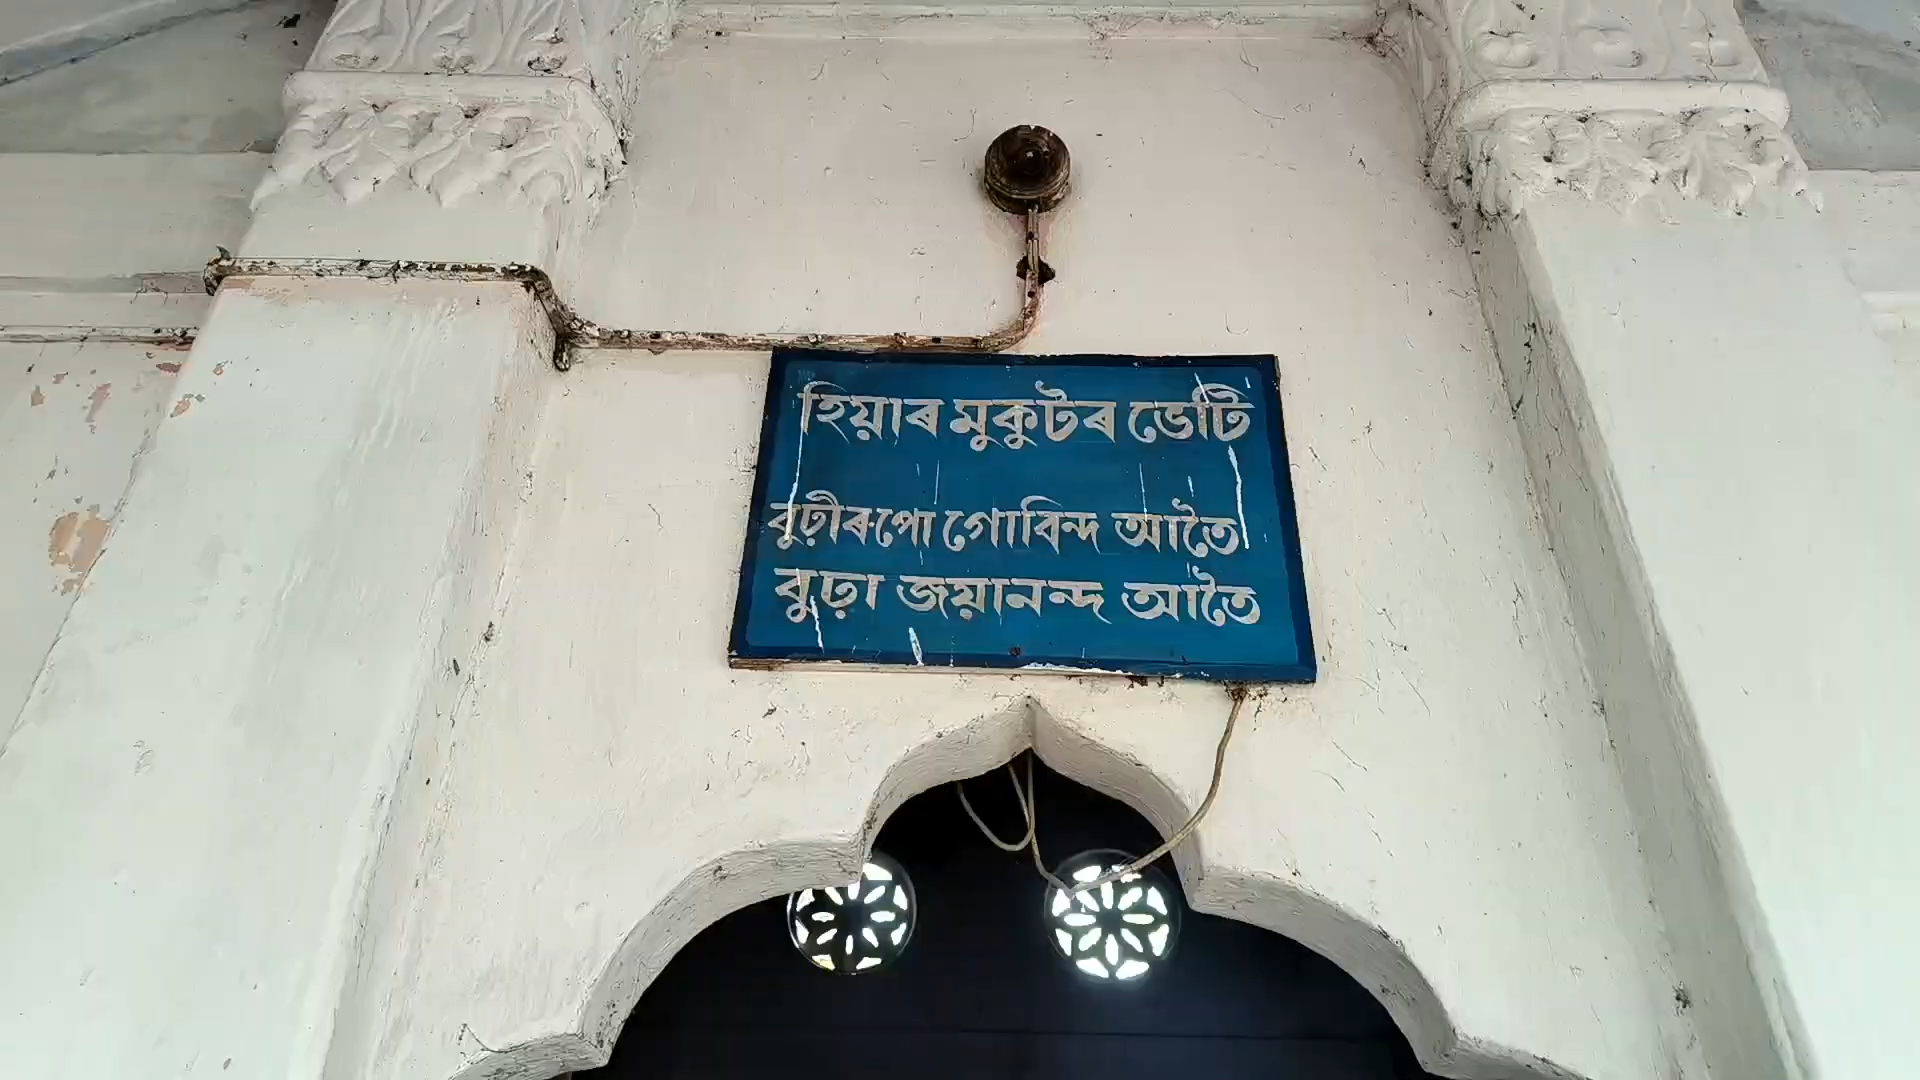 হিয়াৰ মুকুটৰ ভেটি
বুঢ়ীৰপো গোবিন্দ আতৈ
বুঢ়া জয়ানন্দ আতৈ